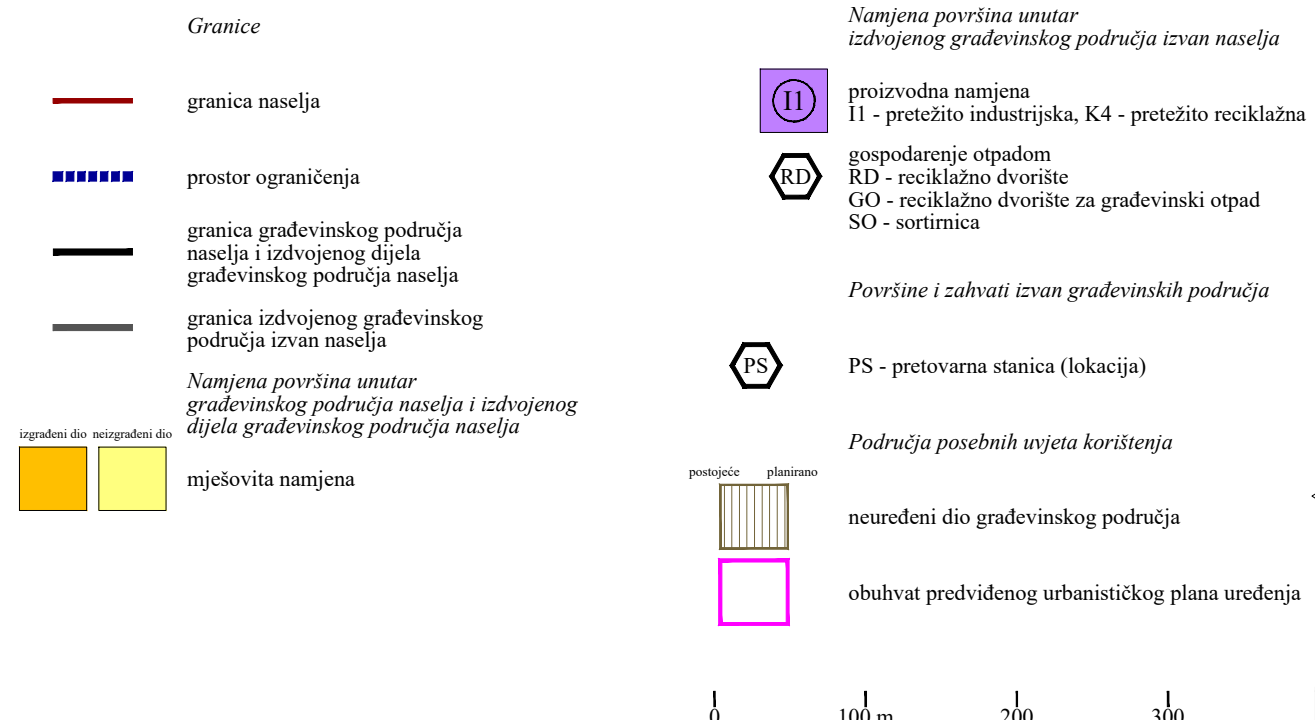 Granice
granica naselja
prostor ograničenja
granica građevinskog područja
naselja i izdvojenog dijela
građevinskog područja naselja
granica izdvojenog građevinskog
područja izvan naselja
Namjena površina unutar
građevinskog područja naselja i izdvojenog
dijela građevinskog područja naselja
izgrađeni dio neizgrađeni dio
mješovita namjena
Namjena površina unutar
izdvojenog građevinskog područja izvan naselja
I1
proizvodna namjena
I1 - pretežito industrijska, K4 - pretežito reciklažna
gospodarenje otpadom
RD
RD - reciklažno dvorište
GO - reciklažno dvorište za građevinski otpad
SO - sortirnica
Površine i zahvati izvan građevinskih područja
PS
PS - pretovarna stanica (lokacija)
Područja posebnih uvjeta korištenja
postojeće planirano
neuređeni dio građevinskog područja
obuhvat predviđenog urbanističkog plana uređenja
0 100 m 200 300